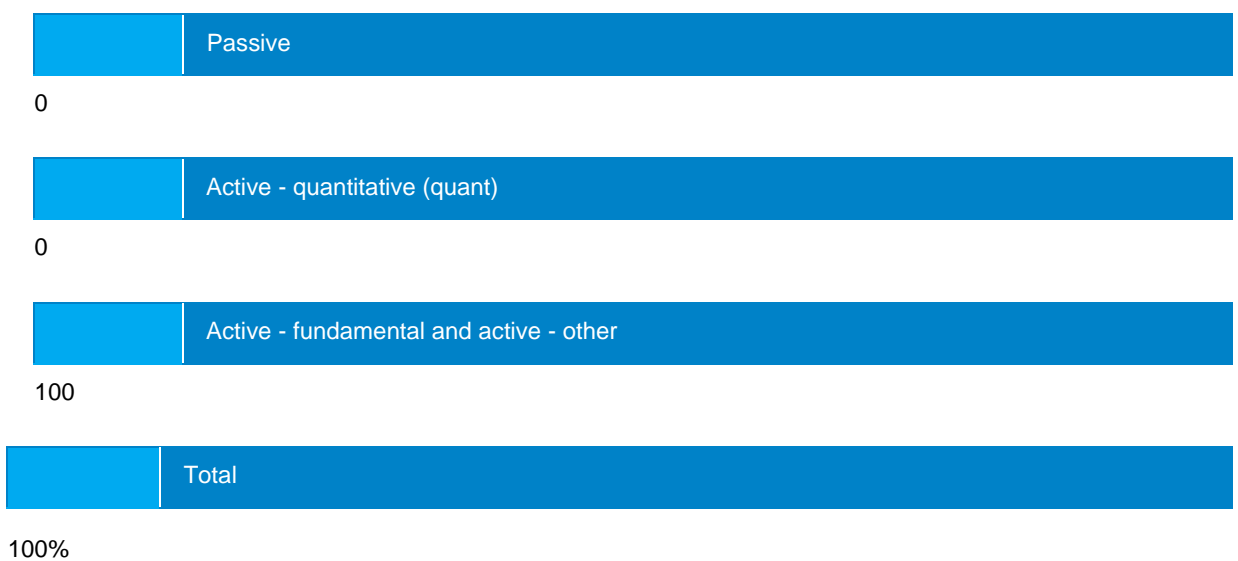 Passive
0
Active - quantitative (quant)
0
Active - fundamental and active - other
100
Total
100%